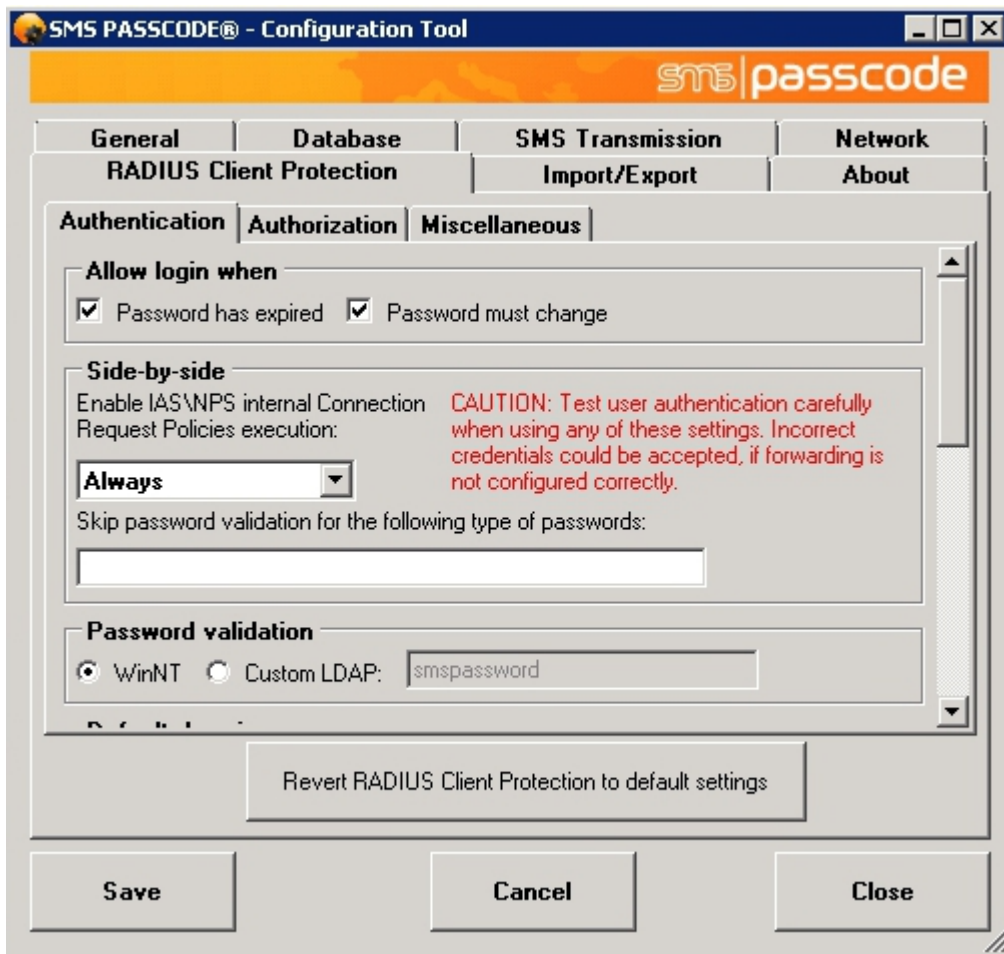 SMS PASSCODE® - Configuration Tool
sms|passcode
General
Database
SMS Transmission
Network
RADIUS Client Protection
Import/Export
About
Authentication
Authorization
Miscellaneous
Allow login when
Password has expired
Password must change
Side-by-side
Enable IAS\NPS internal Connection
Request Policies execution:
CAUTION: Test user authentication carefully
when using any of these settings. Incorrect
credentials could be accepted, if forwarding is
not configured correctly.
Always
Skip password validation for the following type of passwords:
Password validation
WinNT
Custom LDAP:
smspassword
Revert RADIUS Client Protection to default settings
Save
Cancel
Close